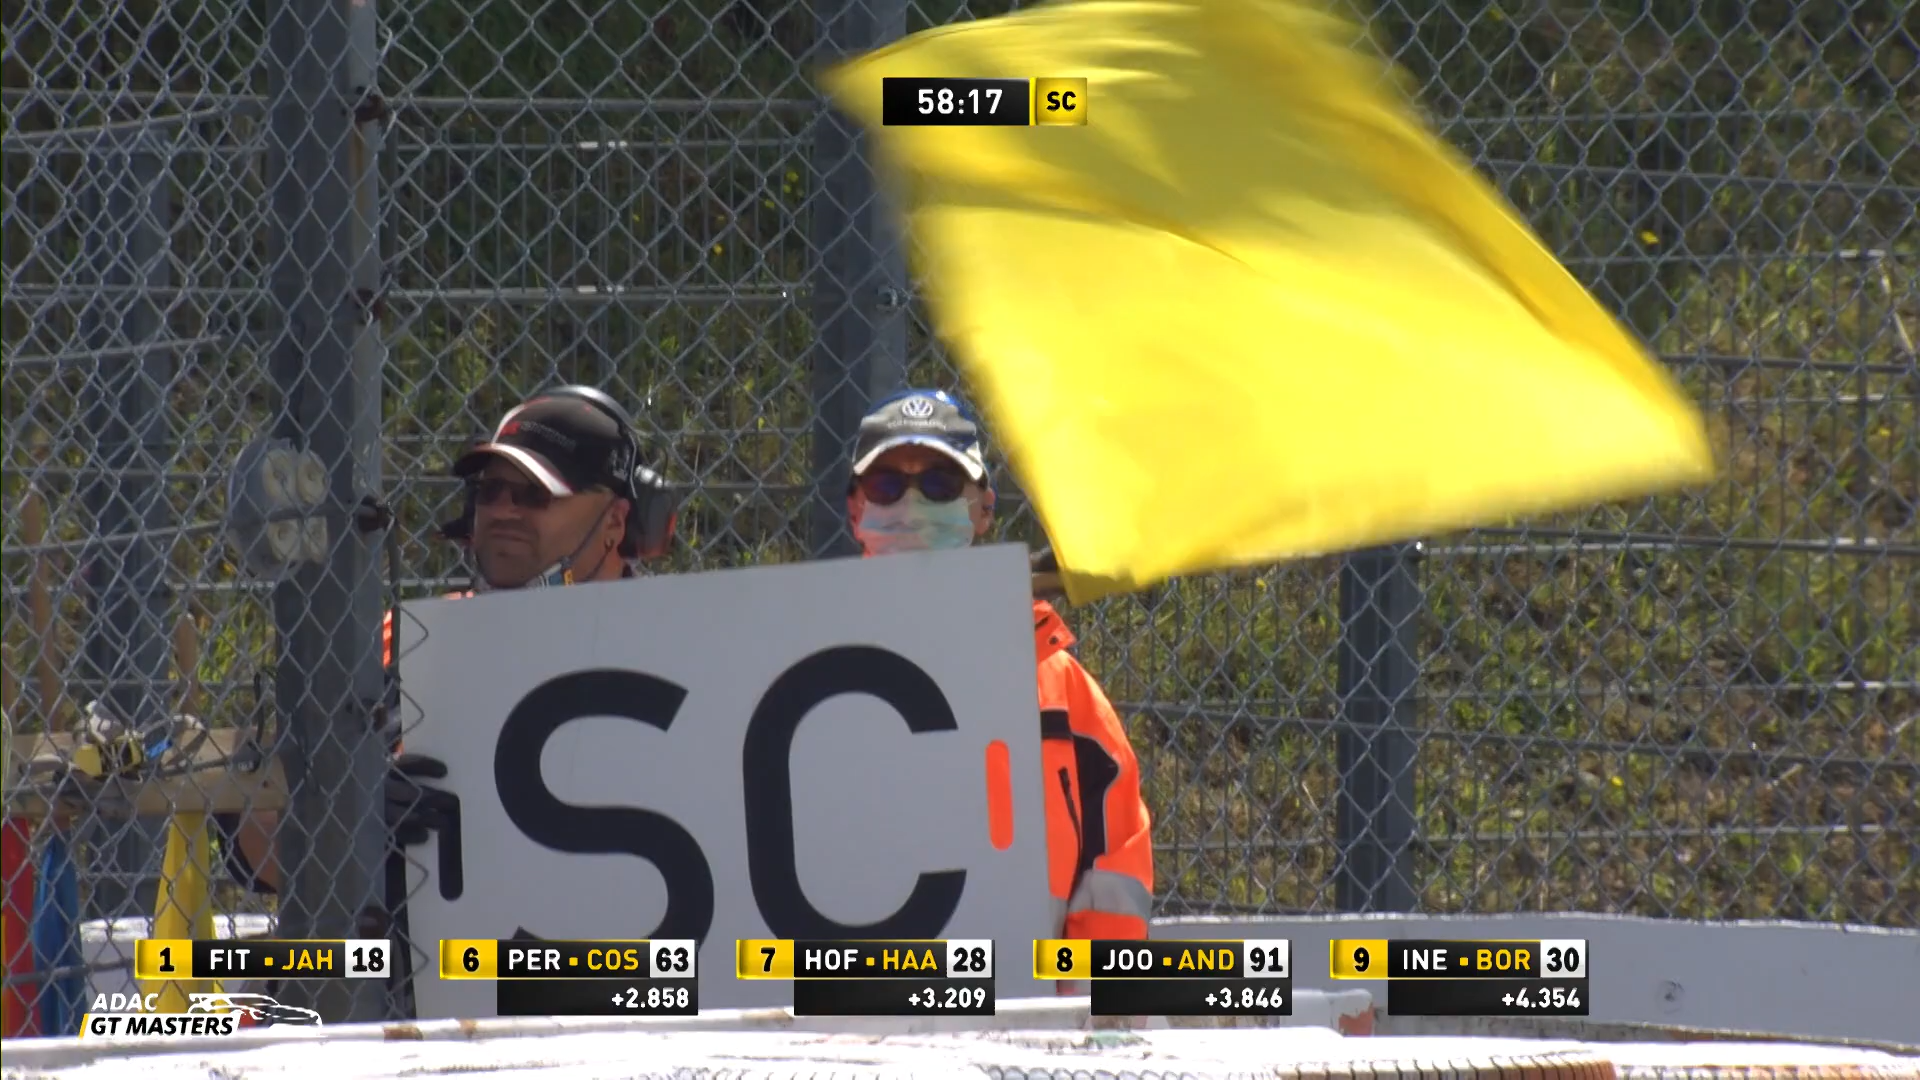 58:17 SC
SC
1 FIT · JAH 18
6 PER · COS 63
+2.858
7 HOF · HAA 28
+3.209
8 JOO · AND 91
+3.846
9 INE · BOR 30
+4.354
ADAC
GT MASTERS